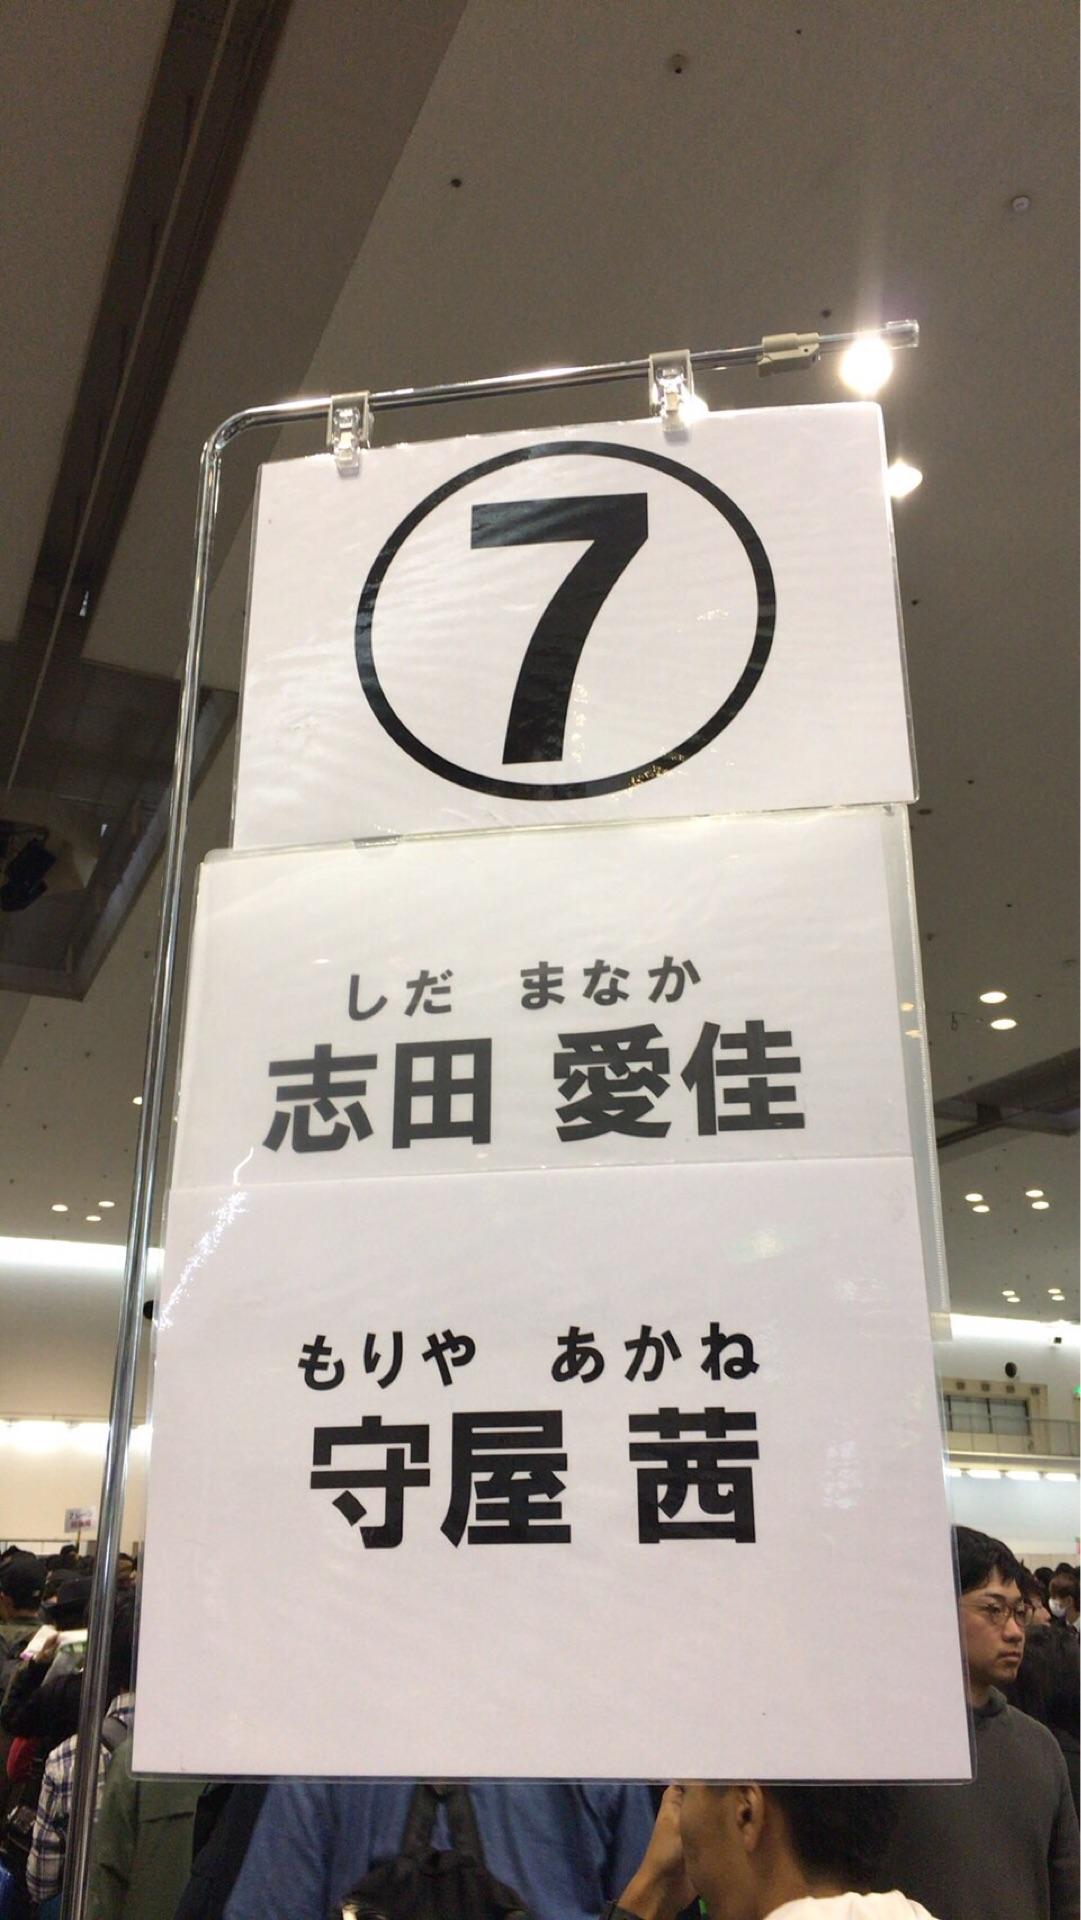 ⑦
しだ まなか
志田 愛佳
もりや あかね
守屋 茜